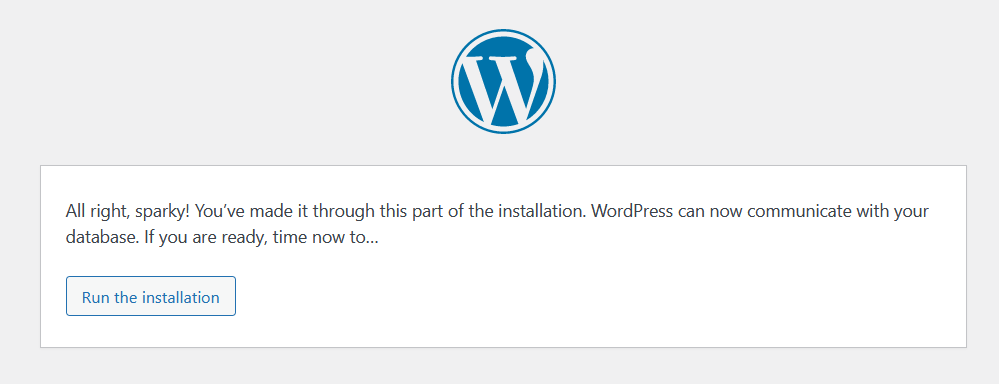 All right, sparky! You’ve made it through this part of the installation. WordPress can now communicate with your
database. If you are ready, time now to…
Run the installation